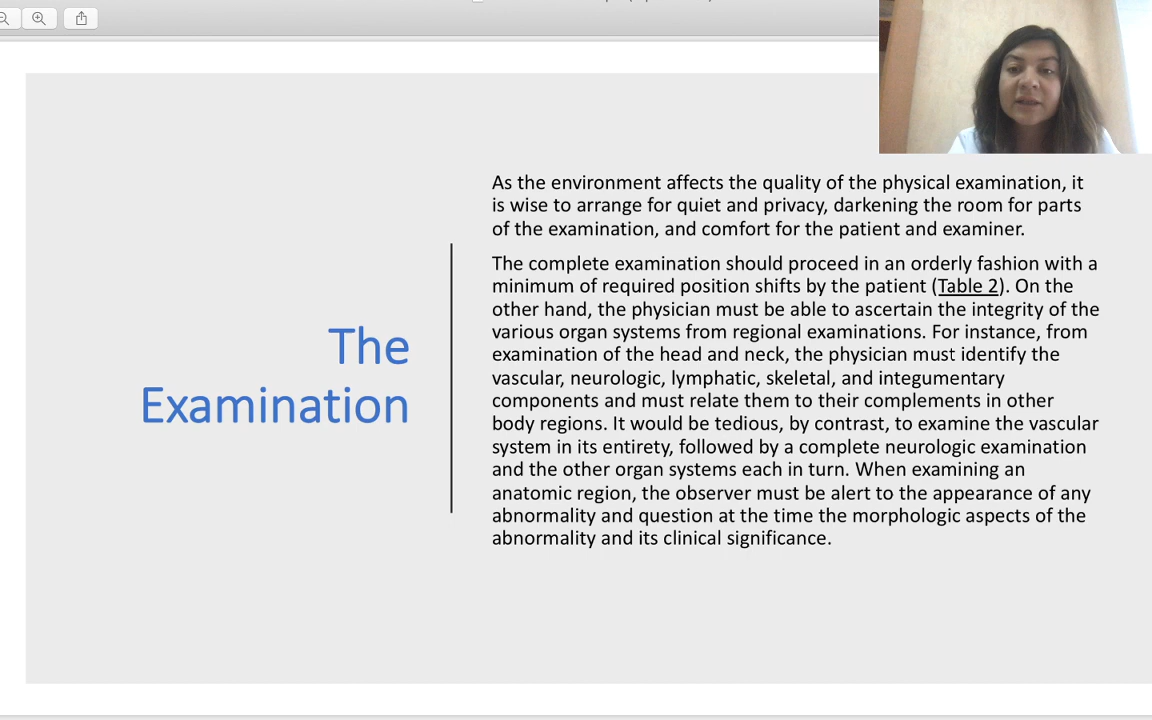 As the environment affects the quality of the physical examination, it
is wise to arrange for quiet and privacy, darkening the room for parts
of the examination, and comfort for the patient and examiner.
The complete examination should proceed in an orderly fashion with a
minimum of required position shifts by the patient (Table 2). On the
other hand, the physician must be able to ascertain the integrity of the
various organ systems from regional examinations. For instance, from
examination of the head and neck, the physician must identify the
vascular, neurologic, lymphatic, skeletal, and integumentary
components and must relate them to their complements in other
body regions. It would be tedious, by contrast, to examine the vascular
system in its entirety, followed by a complete neurologic examination
and the other organ systems each in turn. When examining an
anatomic region, the observer must be alert to the appearance of any
abnormality and question at the time the morphologic aspects of the
abnormality and its clinical significance.
The
Examination